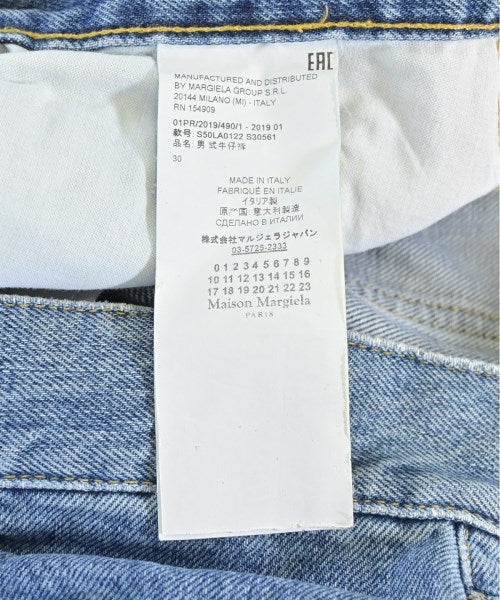 EAC
MANUFACTURED AND DISTRIBUTED
BY MARGIELA GROUP S.R.L
20144 MILANO (MI) - ITALY
RN 154909
01PR/2019/490/1 - 2019 01
款号: S50LA0122 S30561
品名: 男式牛仔裤
30
MADE IN ITALY
FABRIQUÉ EN ITALIE
イタリア製
原产国: 意大利製造
СДЕЛАНО В ИТАЛИИ
株式会社マルジェラジャパン
03-5725-2333
0 1 2 3 4 5 6 7 8 9
10 11 12 13 14 15 16
17 18 19 20 21 22 23
Maison Margiela
PARIS